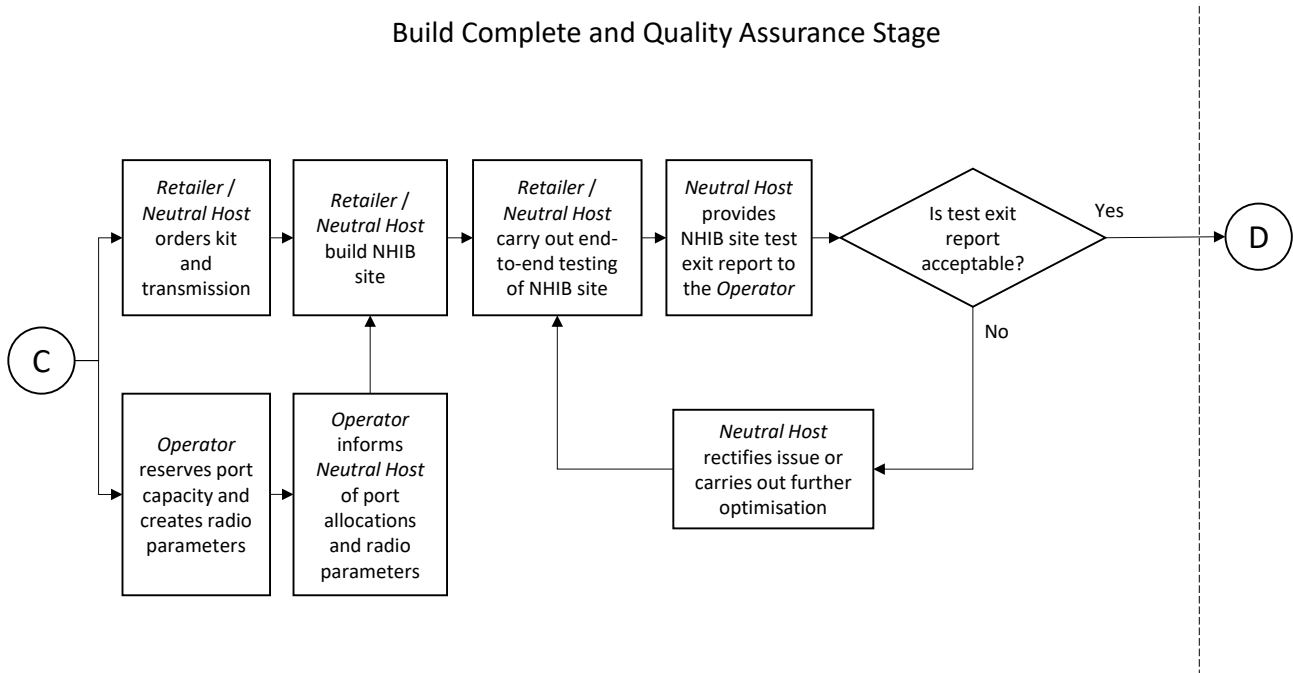 Build Complete and Quality Assurance Stage
Retailer /
Neutral Host
orders kit
and
transmission
Retailer /
Neutral Host
build NHIB
site
Retailer /
Neutral Host
carry out end-
to-end testing
of NHIB site
Neutral Host
provides
NHIB site test
exit report to
the Operator
Is test exit
report
acceptable?
Yes
D
No
C
Operator
reserves port
capacity and
creates radio
parameters
Operator
informs
Neutral Host
of port
allocations
and radio
parameters
Neutral Host
rectifies issue or
carries out further
optimisation